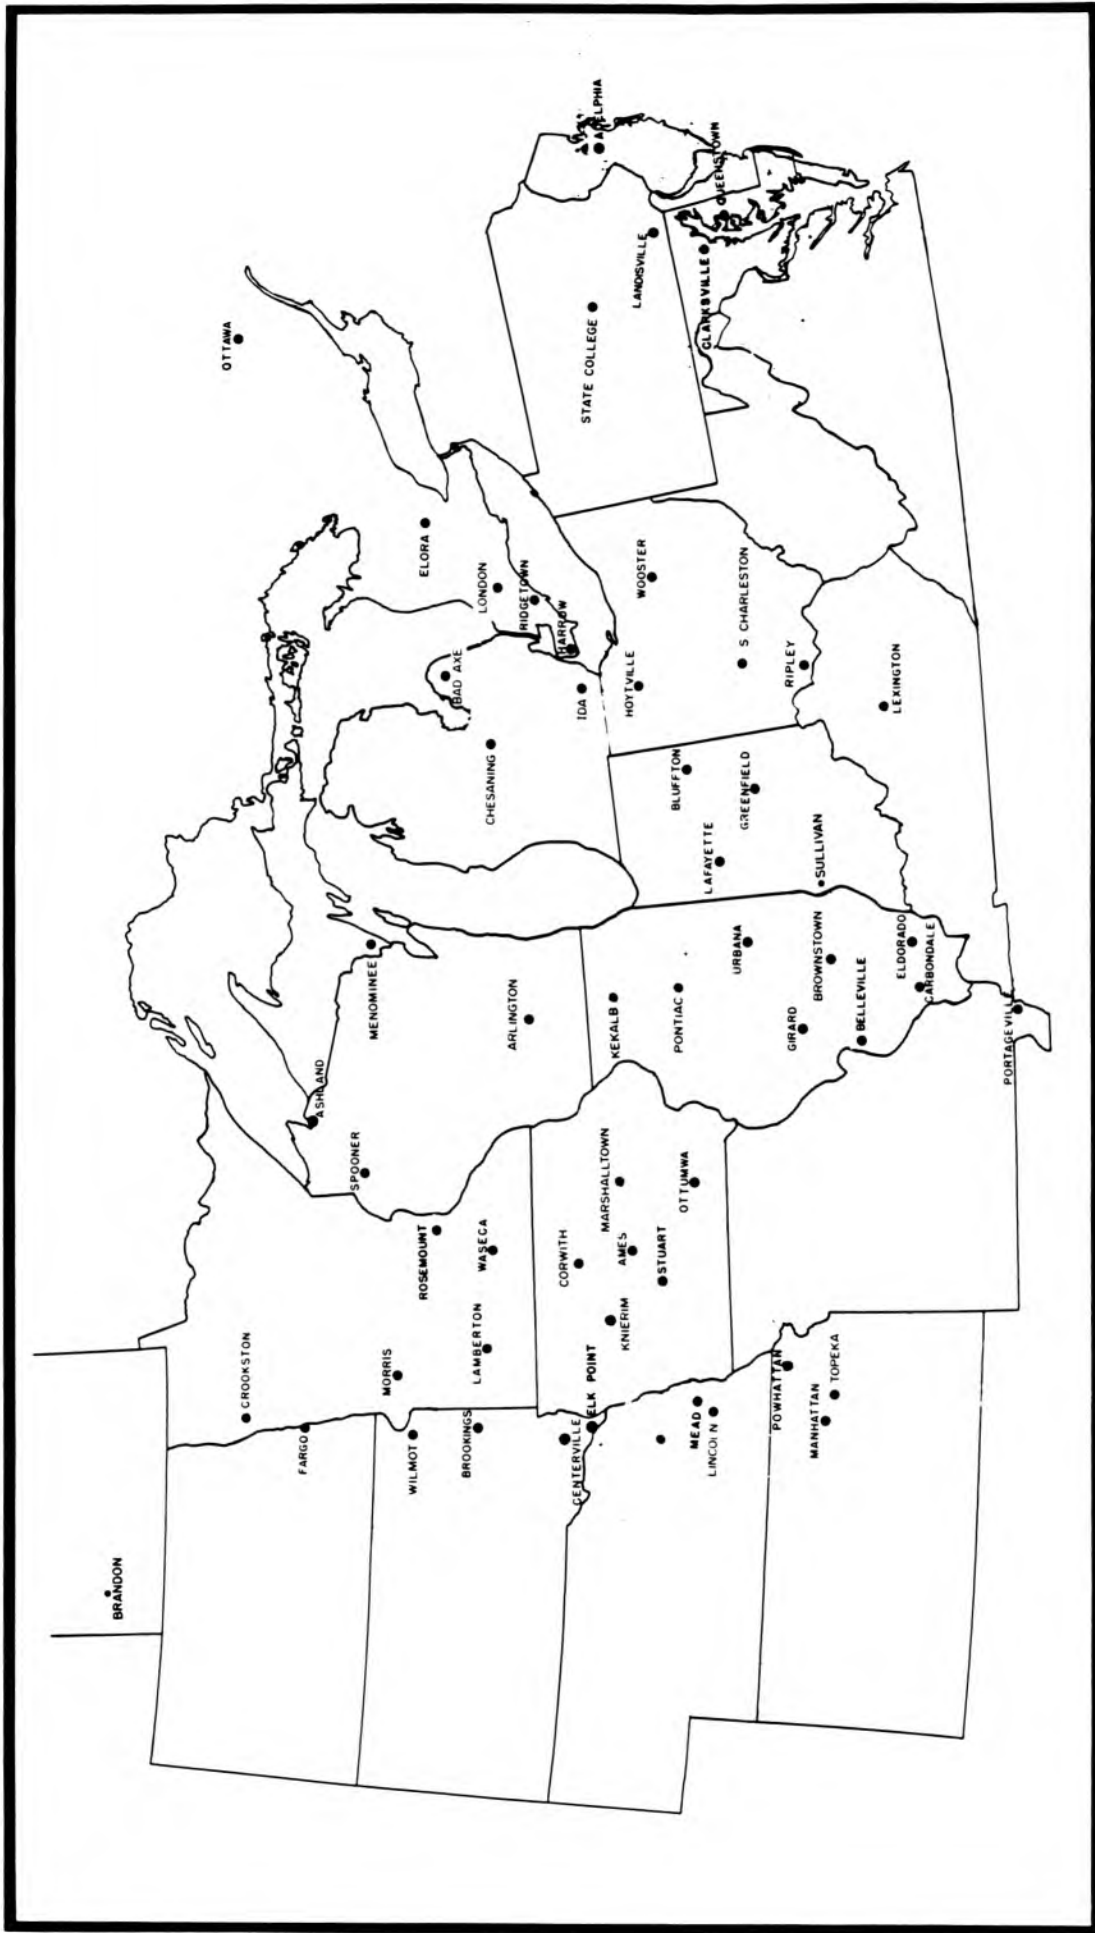 BRANDON
CROOKSTON
FARGO
MORRIS
WILMOT
BROOKINGS
LAMBERTON
ROSEMOUNT
WASECA
CENTERVILLE
ELK POINT
MEAD
LINCOLN
POWHATTAN
MANHATTAN
TOPEKA
CORWITH
KNIERIM
AMES
MARSHALLTOWN
STUART
OTTUMWA
SPOONER
ASHLAND
MENOMINEE
ARLINGTON
KEKALB
PONTIAC
URBANA
GIRARD
BROWNSTOWN
BELLEVILLE
ELDORADO
CARBONDALE
PORTAGEVILLE
LAFAYETTE
BLUFFTON
GREENFIELD
SULLIVAN
CHESANING
BAD AXE
IDA
HOYTVILLE
WOOSTER
S CHARLESTON
RIPLEY
LEXINGTON
ELORA
LONDON
RIDGETOWN
HARROW
OTTAWA
STATE COLLEGE
LANDISVILLE
CLARKSVILLE
QUEENSTOWN
ADELPHIA